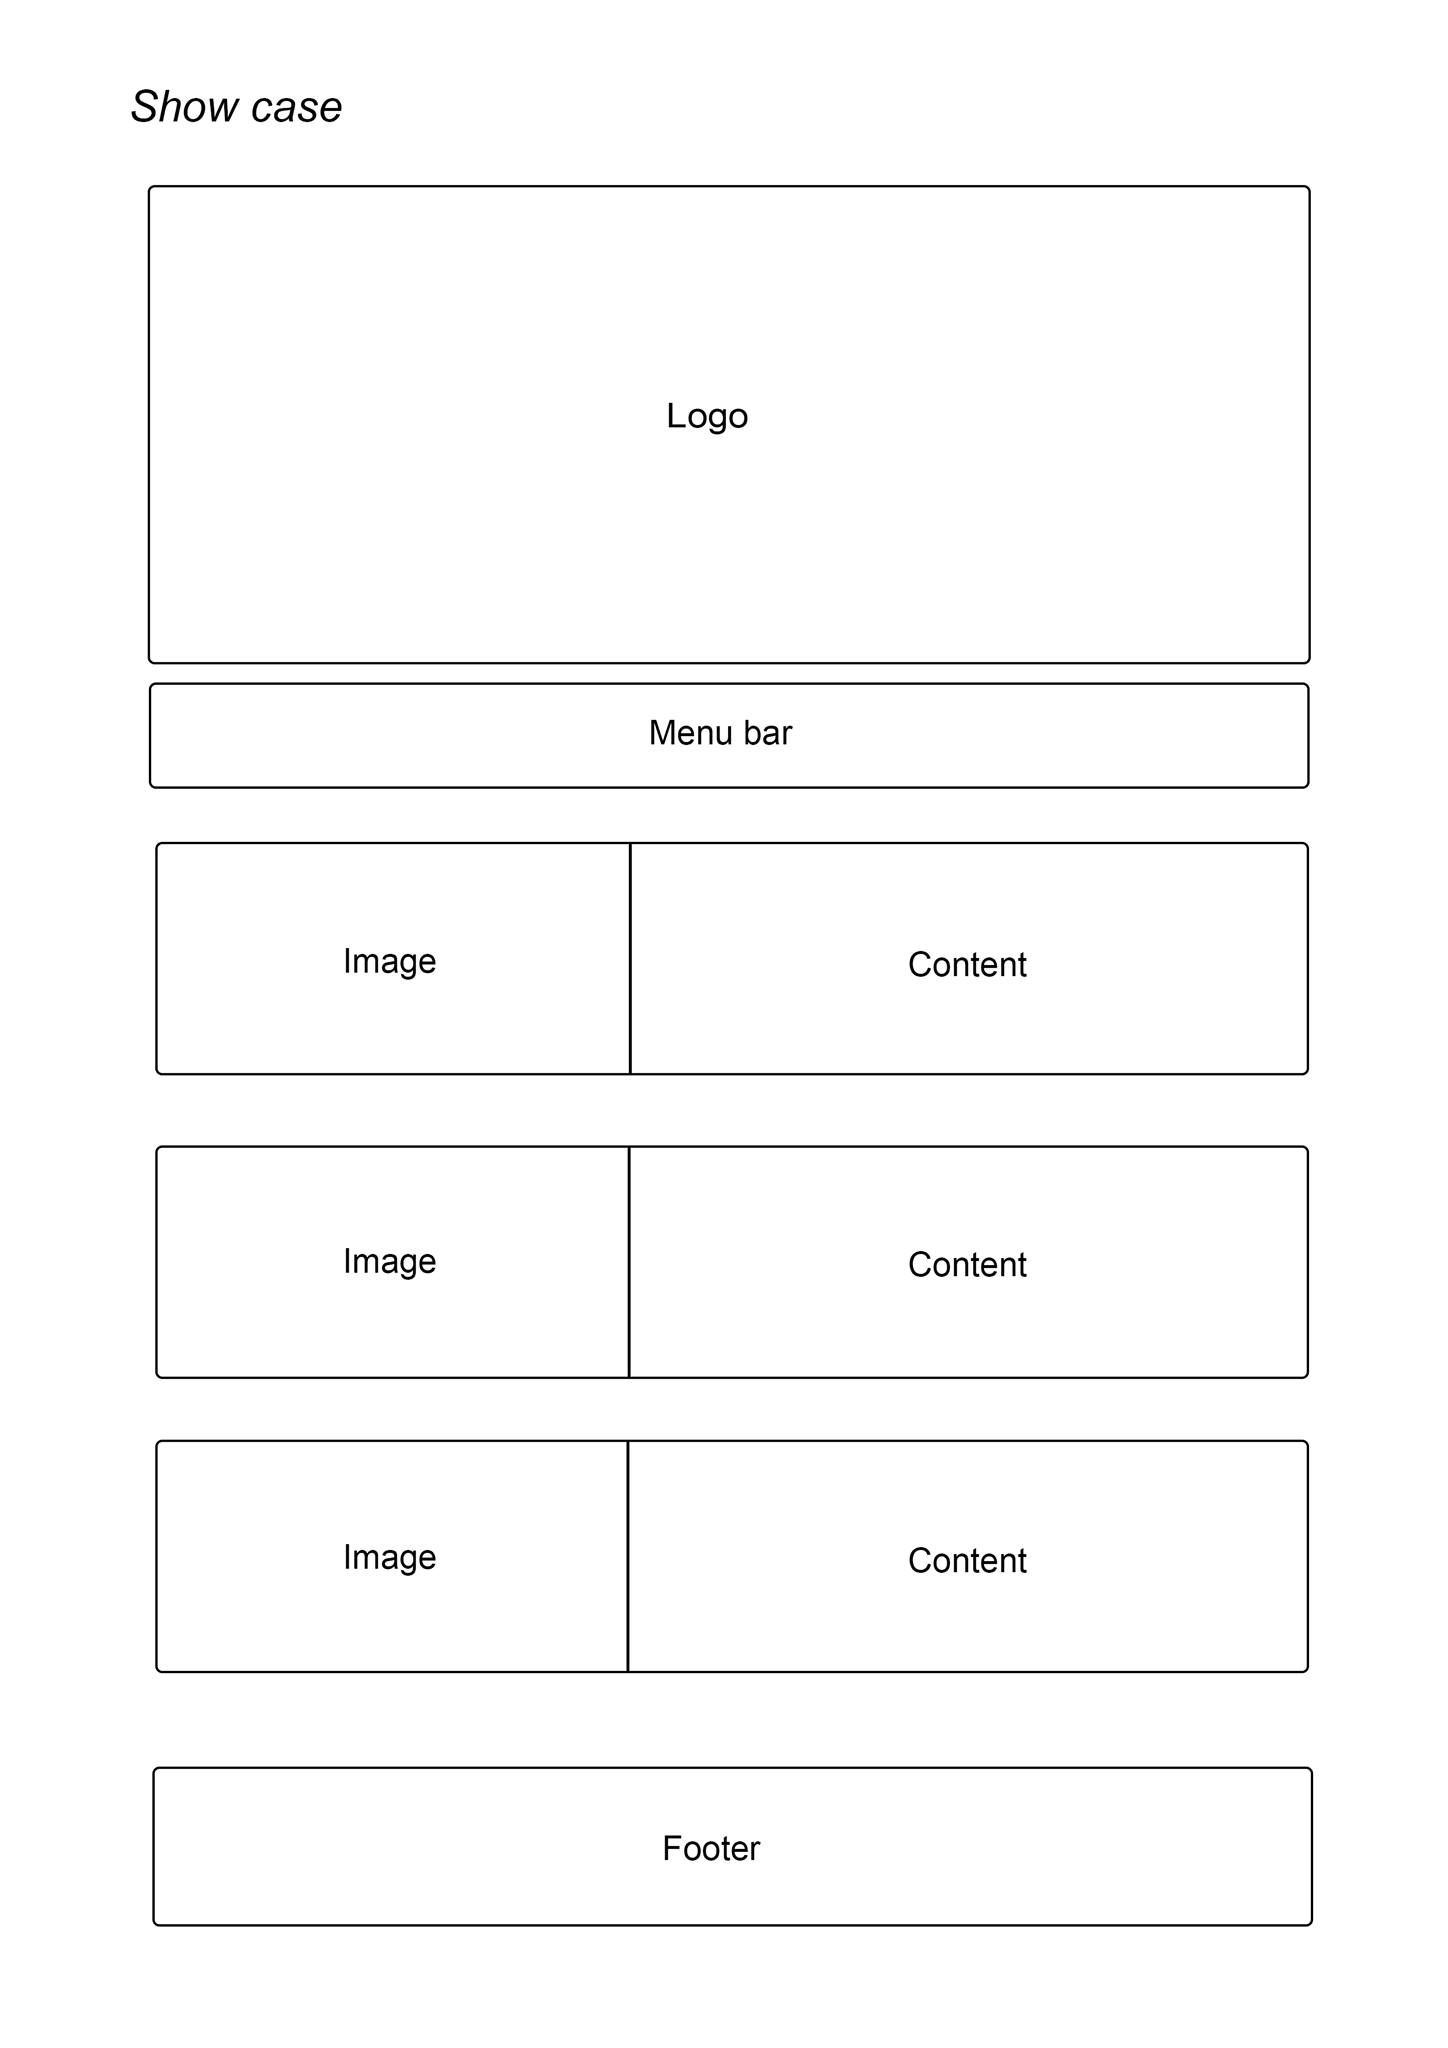 Show case
Logo
Menu bar
Image
Content
Image
Content
Image
Content
Footer